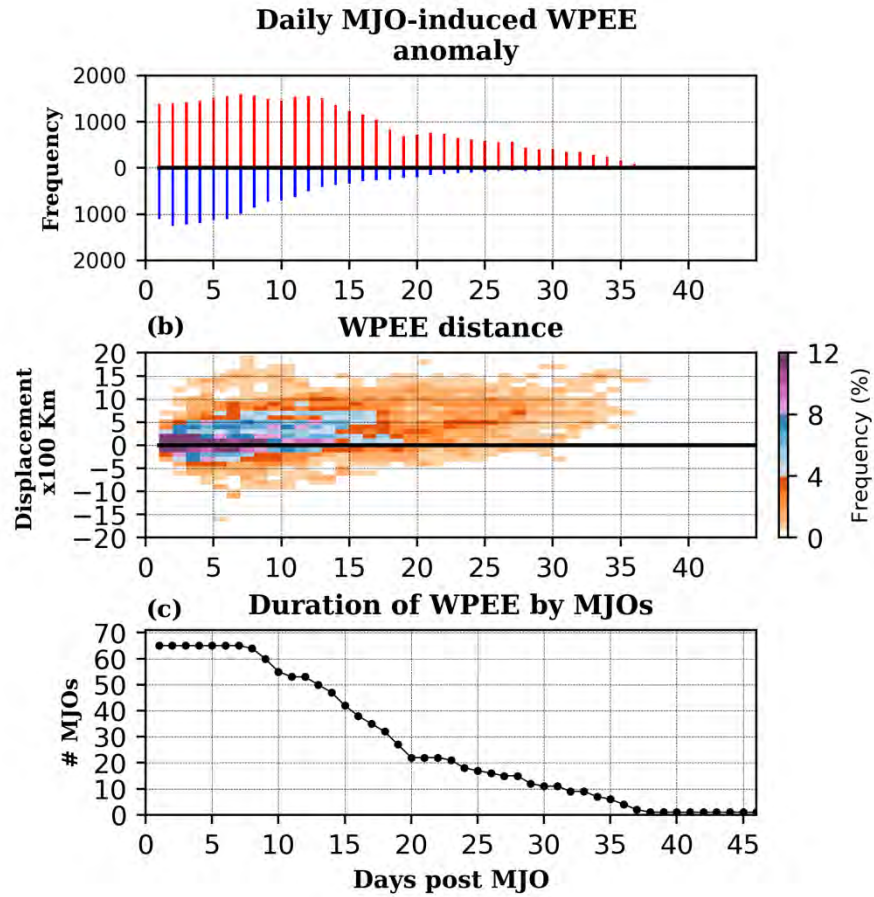 Daily MJO-induced WPEE
anomaly
2000
1000
0
1000
2000
Frequency
0 5 10 15 20 25 30 35 40
(b) WPEE distance
20
15
10
5
0
−5
−10
−15
−20
Displacement
x100 Km
0 5 10 15 20 25 30 35 40
12
8
4
0
Frequency (%)
(c) Duration of WPEE by MJOs
70
60
50
40
30
20
10
0
# MJOs
0 5 10 15 20 25 30 35 40 45
Days post MJO